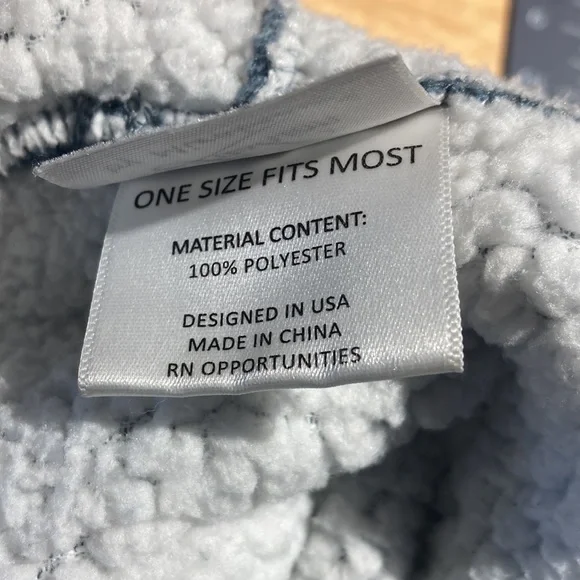 ONE SIZE FITS MOST
MATERIAL CONTENT:
100% POLYESTER
DESIGNED IN USA
MADE IN CHINA
RN OPPORTUNITIES